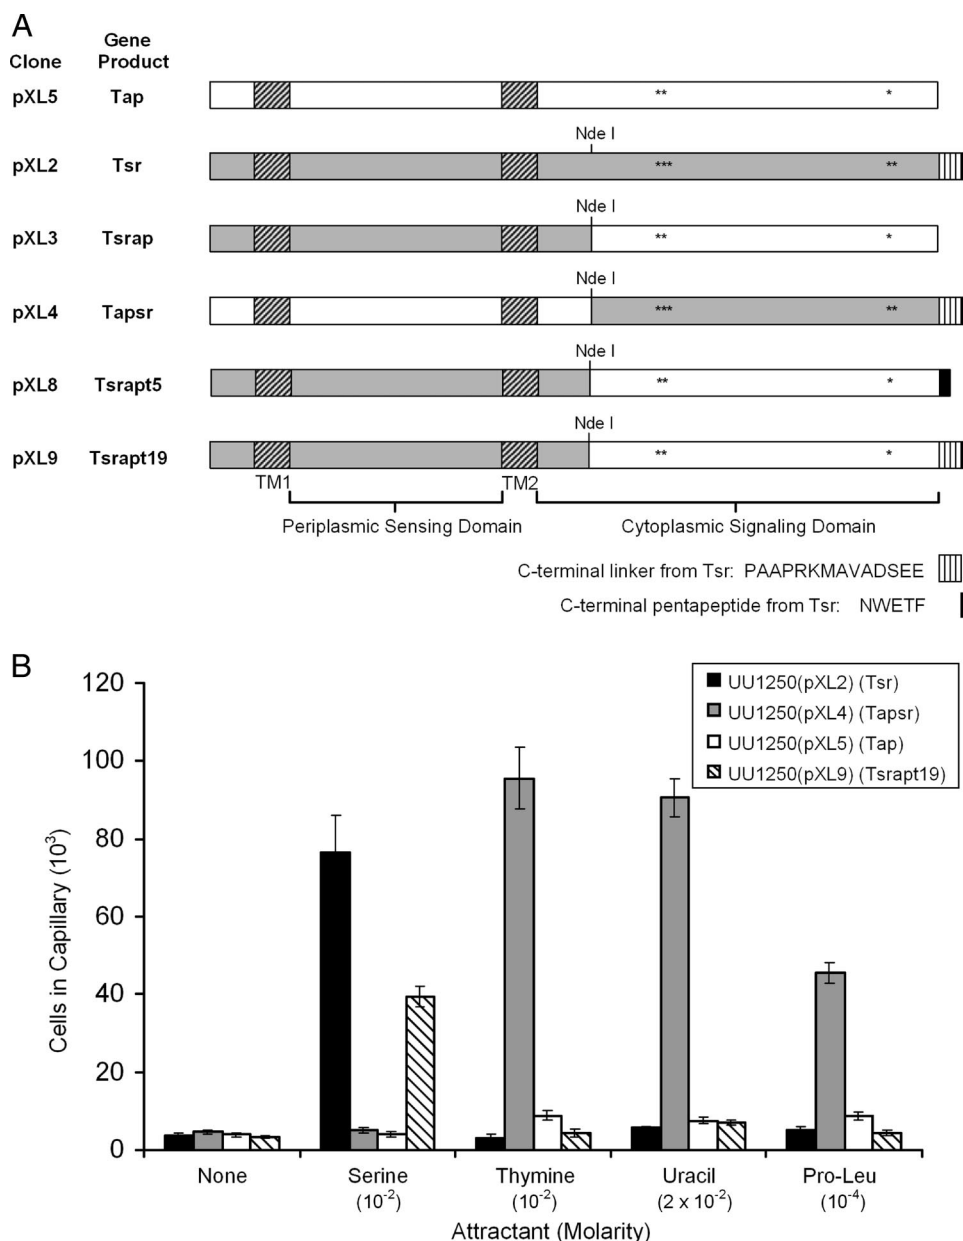 A
Clone
Gene Product
pXL5 Tap ** *
Nde I
pXL2 Tsr *** **
Nde I
pXL3 Tsrap ** *
Nde I
pXL4 Tapsr *** **
Nde I
pXL8 Tsrapt5 ** *
Nde I
pXL9 Tsrapt19 ** *
TM1 TM2
Periplasmic Sensing Domain Cytoplasmic Signaling Domain
C-terminal linker from Tsr: PAAPRKMAVADSEE
C-terminal pentapeptide from Tsr: NWETF
B
Cells in Capillary (10³)
120
100
80
60
40
20
0
UU1250(pXL2) (Tsr)
UU1250(pXL4) (Tapsr)
UU1250(pXL5) (Tap)
UU1250(pXL9) (Tsrapt19)
None Serine Thymine Uracil Pro-Leu
(10⁻²) (10⁻²) (2 x 10⁻²) (10⁻⁴)
Attractant (Molarity)